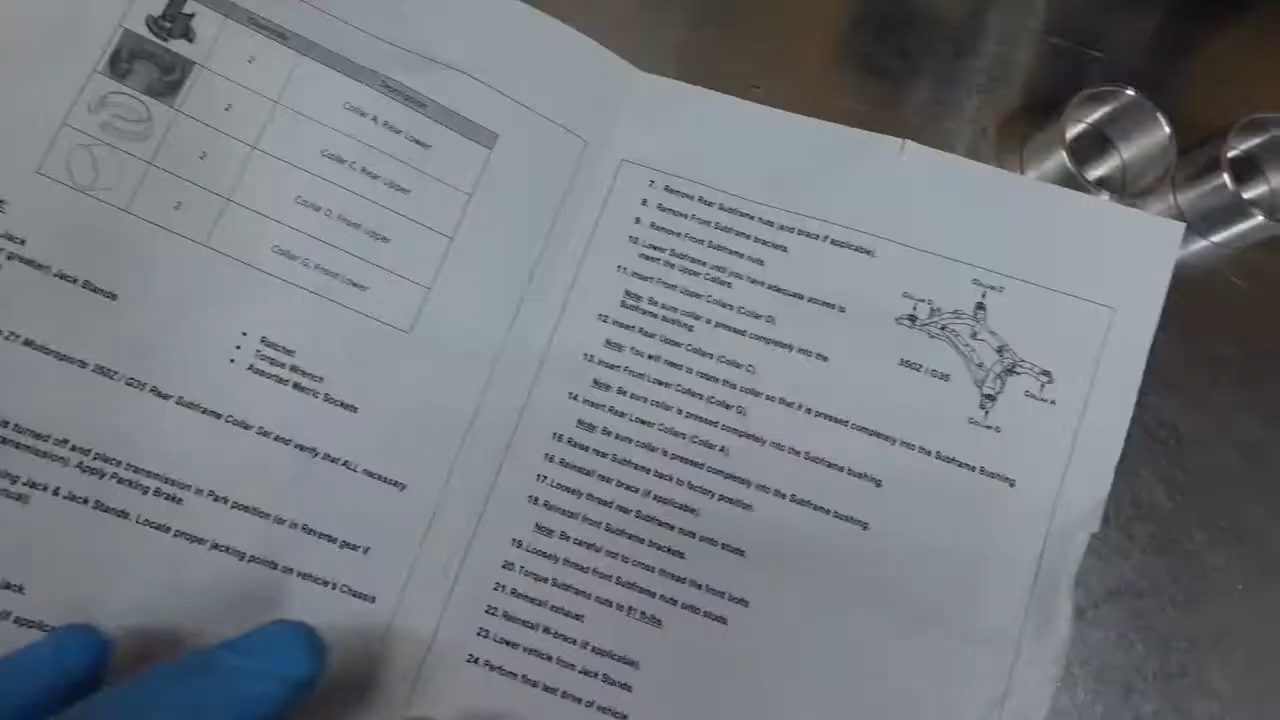 Quantity
Description
2
Collar A, Rear Lower
2
Collar C, Rear Upper
2
Collar D, Front Upper
2
Collar G, Front Lower
Jack
greater) Jack Stands
• Ratchet
• Torque Wrench
• Assorted Metric Sockets
Z1 Motorsports 350Z / G35 Rear Subframe Collar Set and verify that ALL necessary
is turned off and place transmission in Park position (or in Reverse gear if
transmission). Apply Parking Brake.
Jack & Jack Stands. Locate proper jacking points on vehicle's Chassis
jack.
(if
7. Remove Rear Subframe nuts (and brace if applicable).
8. Remove Front Subframe brackets.
9. Remove Front Subframe nuts.
10. Lower Subframe until you have adequate access to
insert the Upper Collars.
11. Insert Front Upper Collars (Collar D).
Note: Be sure collar is pressed completely into the
Subframe bushing.
12. Insert Rear Upper Collars (Collar C).
Note: You will need to rotate this collar so that it is pressed completely into the Subframe Bushing.
13. Insert Front Lower Collars (Collar G).
Note: Be sure collar is pressed completely into the Subframe bushing.
14. Insert Rear Lower Collars (Collar A).
Note: Be sure collar is pressed completely into the Subframe bushing.
15. Raise rear Subframe back to factory position.
16. Reinstall rear brace (if applicable).
17. Loosely thread rear Subframe nuts onto studs.
18. Reinstall front Subframe brackets.
Note: Be careful not to cross thread the front bolts.
19. Loosely thread front Subframe nuts onto studs.
20. Torque Subframe nuts to
21. Reinstall exhaust.
22. Reinstall W-brace (if applicable).
23. Lower vehicle from Jack Stands.
24. Perform final test drive of vehicle.
Collar C
Collar D
350Z / G35
Collar A
Collar G